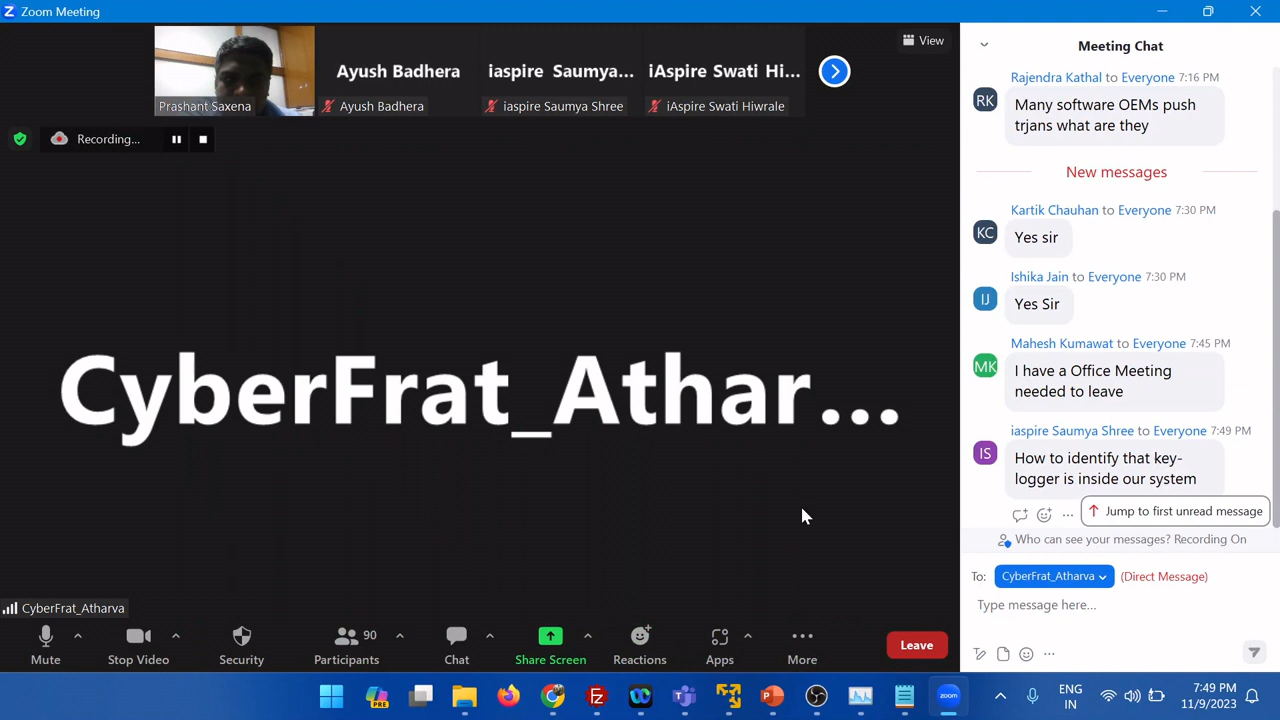 Zoom Meeting
Prashant Saxena
Ayush Badhera
Ayush Badhera
iaspire Saumya...
iaspire Saumya Shree
iAspire Swati Hi...
iAspire Swati Hiwrale
View
Recording...
CyberFrat_Athar...
CyberFrat_Atharva
Mute
Stop Video
Security
90
Participants
Chat
Share Screen
Reactions
Apps
More
Leave
Meeting Chat
Rajendra Kathal to Everyone 7:16 PM
RK
Many software OEMs push
trjans what are they
New messages
Kartik Chauhan to Everyone 7:30 PM
KC
Yes sir
Ishika Jain to Everyone 7:30 PM
IJ
Yes Sir
Mahesh Kumawat to Everyone 7:45 PM
MK
I have a Office Meeting
needed to leave
iaspire Saumya Shree to Everyone 7:49 PM
IS
How to identify that key-
logger is inside our system
Jump to first unread message
Who can see your messages? Recording On
To: CyberFrat_Atharva (Direct Message)
Type message here...
PRE
zoom
ENG
IN
7:49 PM
11/9/2023